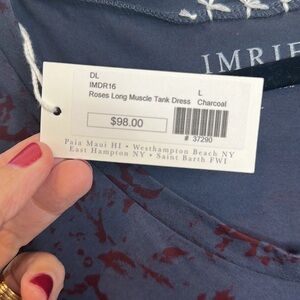 IMRIE
DL
IMDR16 L
Roses Long Muscle Tank Dress Charcoal
$98.00
# 37290
Paia Maui HI • Westhampton Beach NY
East Hampton NY • Saint Barth FWI